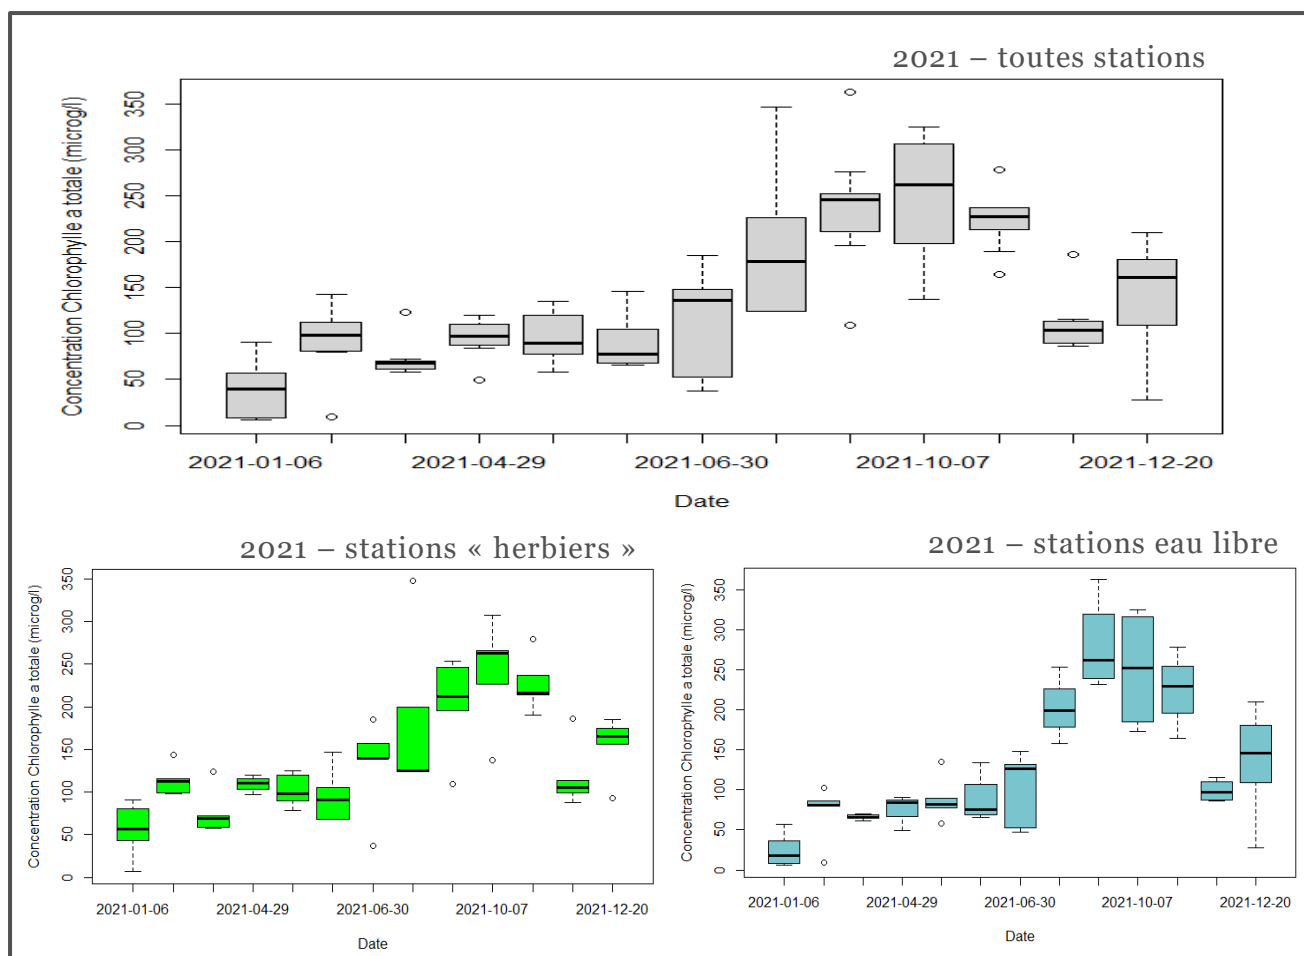 2021 – toutes stations
Concentration Chlorophylle a totale (microg/l)
350
300
250
200
150
100
50
0
2021-01-06 2021-04-29 2021-06-30 2021-10-07 2021-12-20
Date
2021 – stations « herbiers »
Concentration Chlorophylle a totale (microg/l)
350
300
250
200
150
100
50
0
2021-01-06 2021-04-29 2021-06-30 2021-10-07 2021-12-20
Date
2021 – stations eau libre
Concentration Chlorophylle a totale (microg/l)
350
300
250
200
150
100
50
0
2021-01-06 2021-04-29 2021-06-30 2021-10-07 2021-12-20
Date